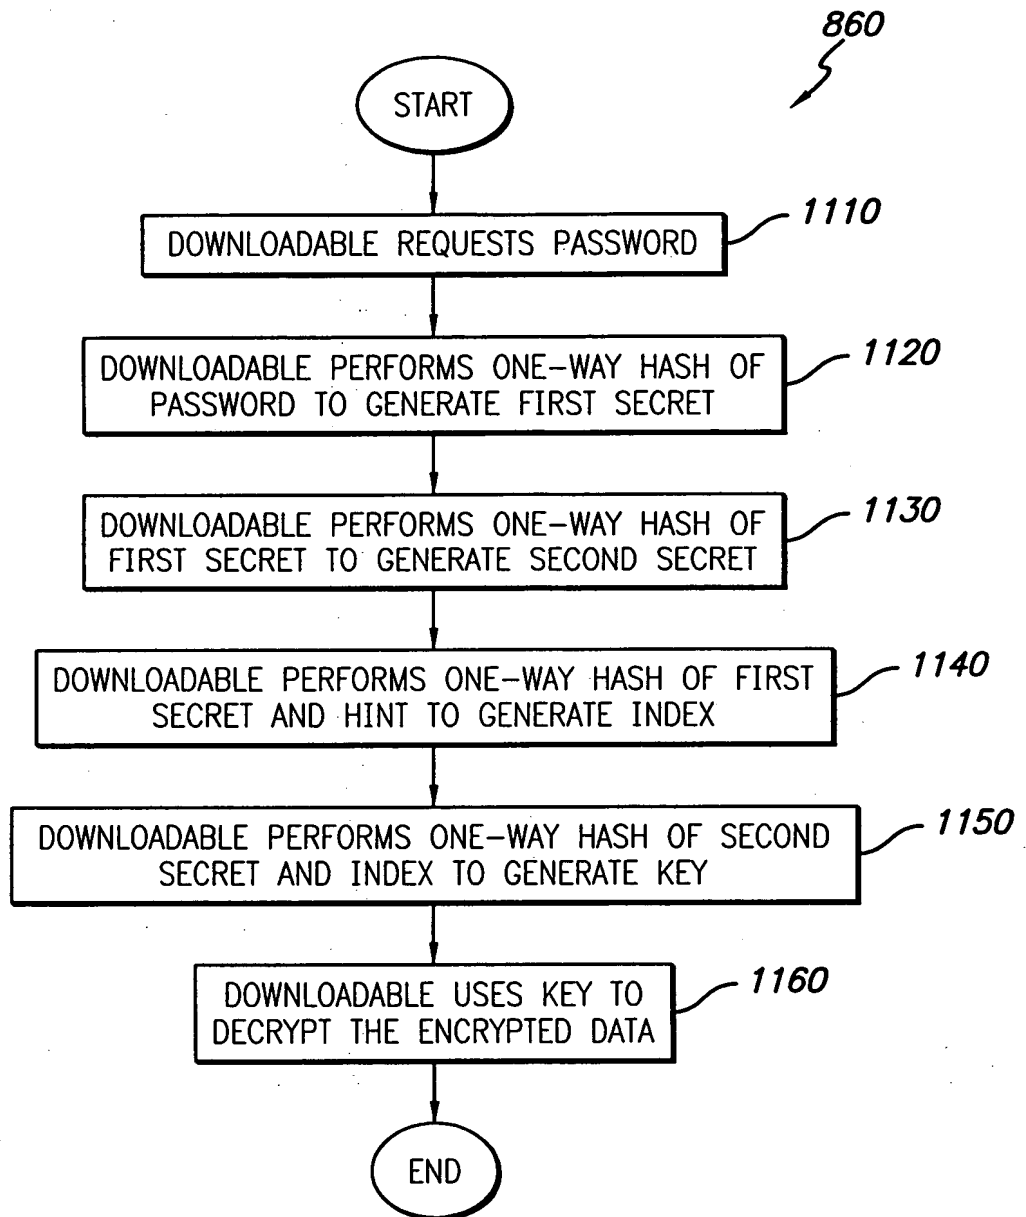 860
START
1110
DOWNLOADABLE REQUESTS PASSWORD
1120
DOWNLOADABLE PERFORMS ONE-WAY HASH OF
PASSWORD TO GENERATE FIRST SECRET
1130
DOWNLOADABLE PERFORMS ONE-WAY HASH OF
FIRST SECRET TO GENERATE SECOND SECRET
1140
DOWNLOADABLE PERFORMS ONE-WAY HASH OF FIRST
SECRET AND HINT TO GENERATE INDEX
1150
DOWNLOADABLE PERFORMS ONE-WAY HASH OF SECOND
SECRET AND INDEX TO GENERATE KEY
1160
DOWNLOADABLE USES KEY TO
DECRYPT THE ENCRYPTED DATA
END